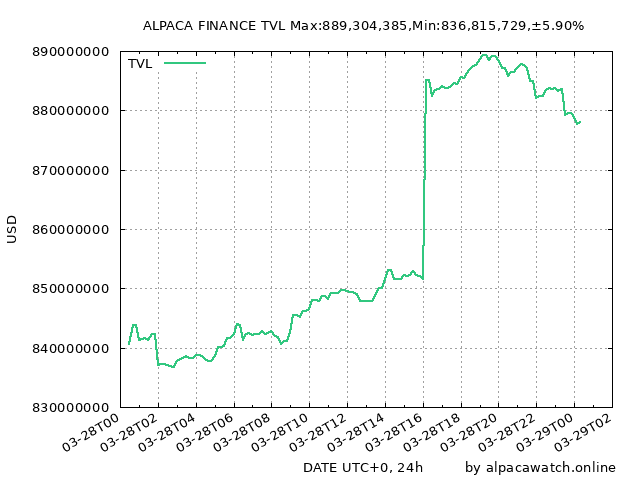 ALPACA FINANCE TVL Max:889,304,385,Min:836,815,729,±5.90%
TVL
890000000
880000000
870000000
860000000
850000000
840000000
830000000
USD
03-28T00
03-28T02
03-28T04
03-28T06
03-28T08
03-28T10
03-28T12
03-28T14
03-28T16
03-28T18
03-28T20
03-28T22
03-29T00
03-29T02
DATE UTC+0, 24h
by alpacawatch.online